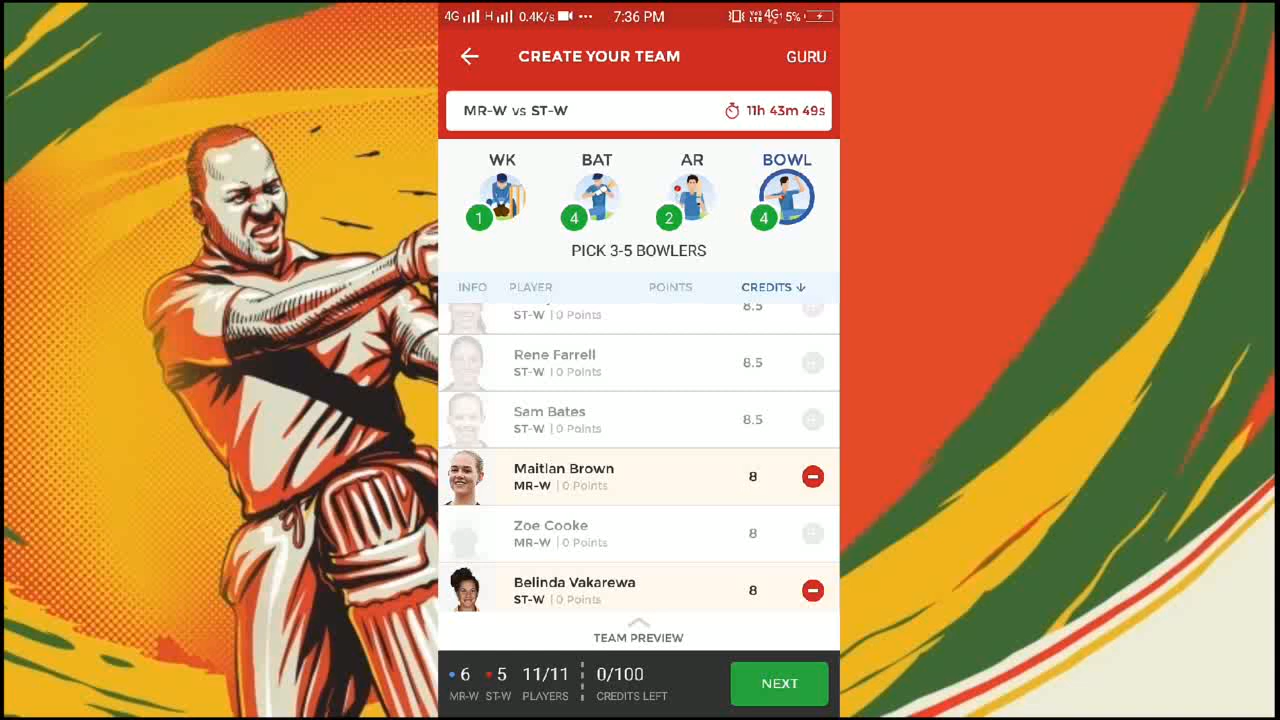 4G H 0.4K/s ... 7:36 PM VoLTE 4G+ 5%
CREATE YOUR TEAM GURU
MR-W vs ST-W 11h 43m 49s
WK BAT AR BOWL
1 4 2 4
PICK 3-5 BOWLERS
INFO PLAYER POINTS CREDITS ↓
ST-W | 0 Points 8.5
Rene Farrell
ST-W | 0 Points 8.5
Sam Bates
ST-W | 0 Points 8.5
Maitlan Brown
MR-W | 0 Points 8
Zoe Cooke
MR-W | 0 Points 8
Belinda Vakarewa
ST-W | 0 Points 8
TEAM PREVIEW
6 5 11/11 0/100
MR-W ST-W PLAYERS CREDITS LEFT
NEXT